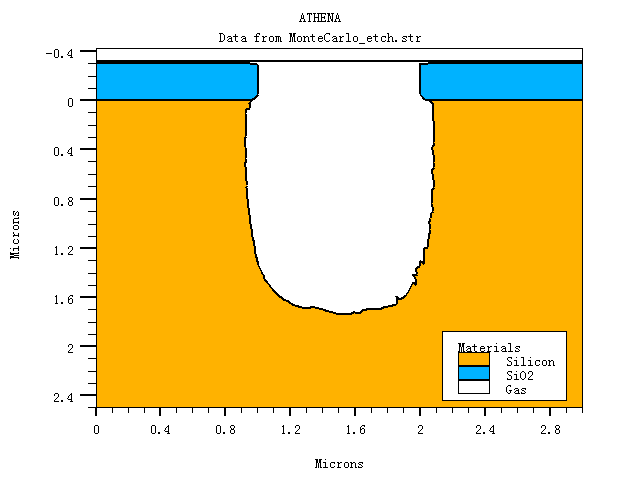 ATHENA
Data from MonteCarlo_etch.str
-0.4
0
0.4
0.8
1.2
1.6
2
2.4
Microns
Materials
Silicon
SiO2
Gas
0 0.4 0.8 1.2 1.6 2 2.4 2.8
Microns